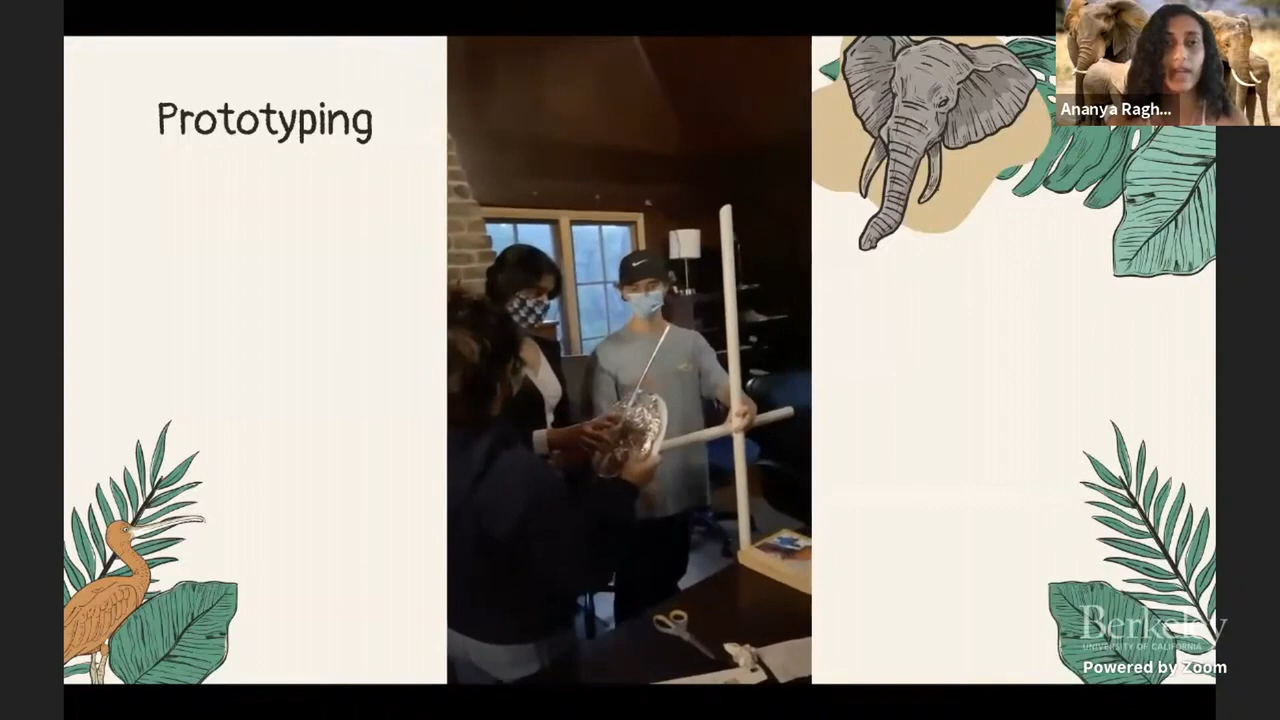 Prototyping
Ananya Ragh...
Berkeley
UNIVERSITY OF CALIFORNIA
Powered by Zoom